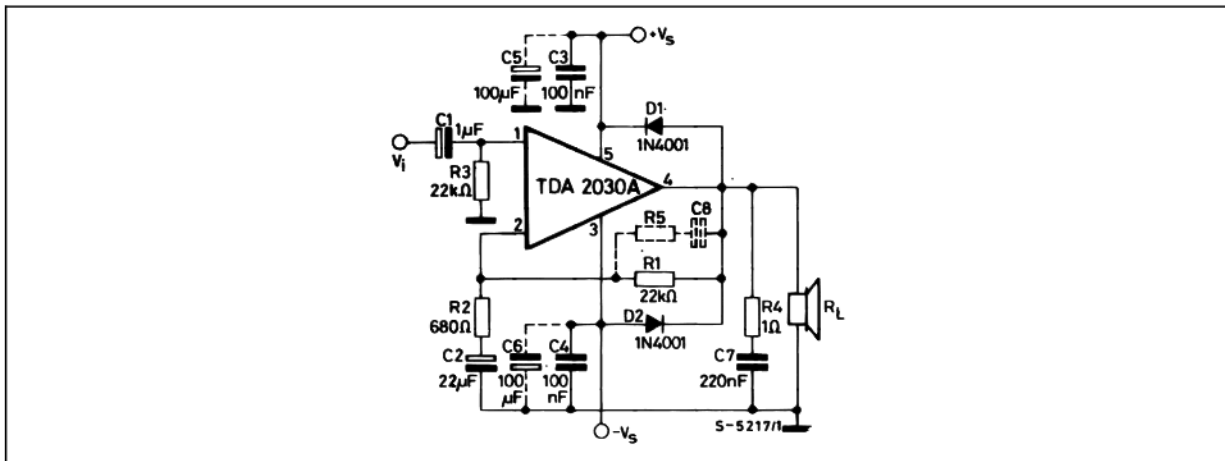 +Vs
C5
C3
100µF
100 nF
D1
1N4001
C1
1µF
Vi
1
5
R3
22kΩ
TDA 2030A
4
2
3
R5
C8
R1
22kΩ
R2
680Ω
D2
1N4001
R4
1Ω
RL
C2
22µF
C6
100 µF
C4
100 nF
C7
220nF
S-5217/1
-Vs